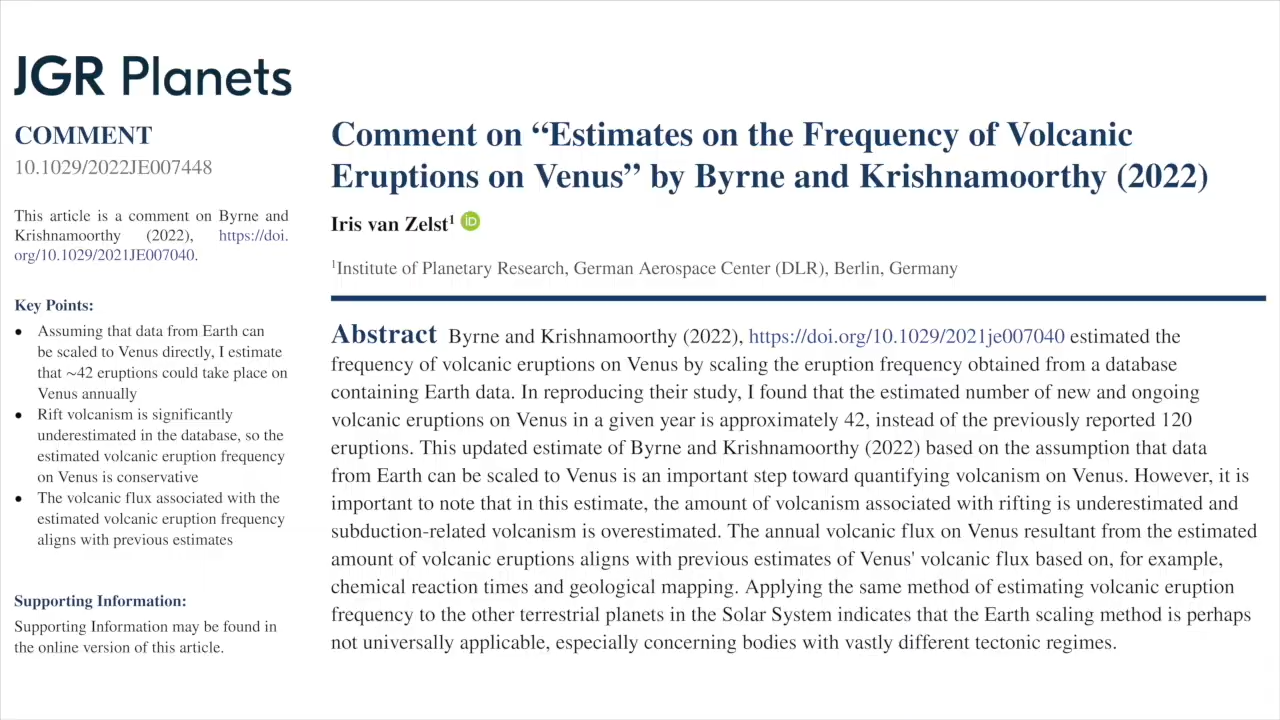 JGR Planets
COMMENT
10.1029/2022JE007448
This article is a comment on Byrne and
Krishnamoorthy (2022), https://doi.
org/10.1029/2021JE007040.
Key Points:
• Assuming that data from Earth can
be scaled to Venus directly, I estimate
that ~42 eruptions could take place on
Venus annually
• Rift volcanism is significantly
underestimated in the database, so the
estimated volcanic eruption frequency
on Venus is conservative
• The volcanic flux associated with the
estimated volcanic eruption frequency
aligns with previous estimates
Supporting Information:
Supporting Information may be found in
the online version of this article.
Comment on “Estimates on the Frequency of Volcanic
Eruptions on Venus” by Byrne and Krishnamoorthy (2022)
Iris van Zelst¹ iD
¹Institute of Planetary Research, German Aerospace Center (DLR), Berlin, Germany
Abstract Byrne and Krishnamoorthy (2022), https://doi.org/10.1029/2021je007040 estimated the
frequency of volcanic eruptions on Venus by scaling the eruption frequency obtained from a database
containing Earth data. In reproducing their study, I found that the estimated number of new and ongoing
volcanic eruptions on Venus in a given year is approximately 42, instead of the previously reported 120
eruptions. This updated estimate of Byrne and Krishnamoorthy (2022) based on the assumption that data
from Earth can be scaled to Venus is an important step toward quantifying volcanism on Venus. However, it is
important to note that in this estimate, the amount of volcanism associated with rifting is underestimated and
subduction-related volcanism is overestimated. The annual volcanic flux on Venus resultant from the estimated
amount of volcanic eruptions aligns with previous estimates of Venus' volcanic flux based on, for example,
chemical reaction times and geological mapping. Applying the same method of estimating volcanic eruption
frequency to the other terrestrial planets in the Solar System indicates that the Earth scaling method is perhaps
not universally applicable, especially concerning bodies with vastly different tectonic regimes.